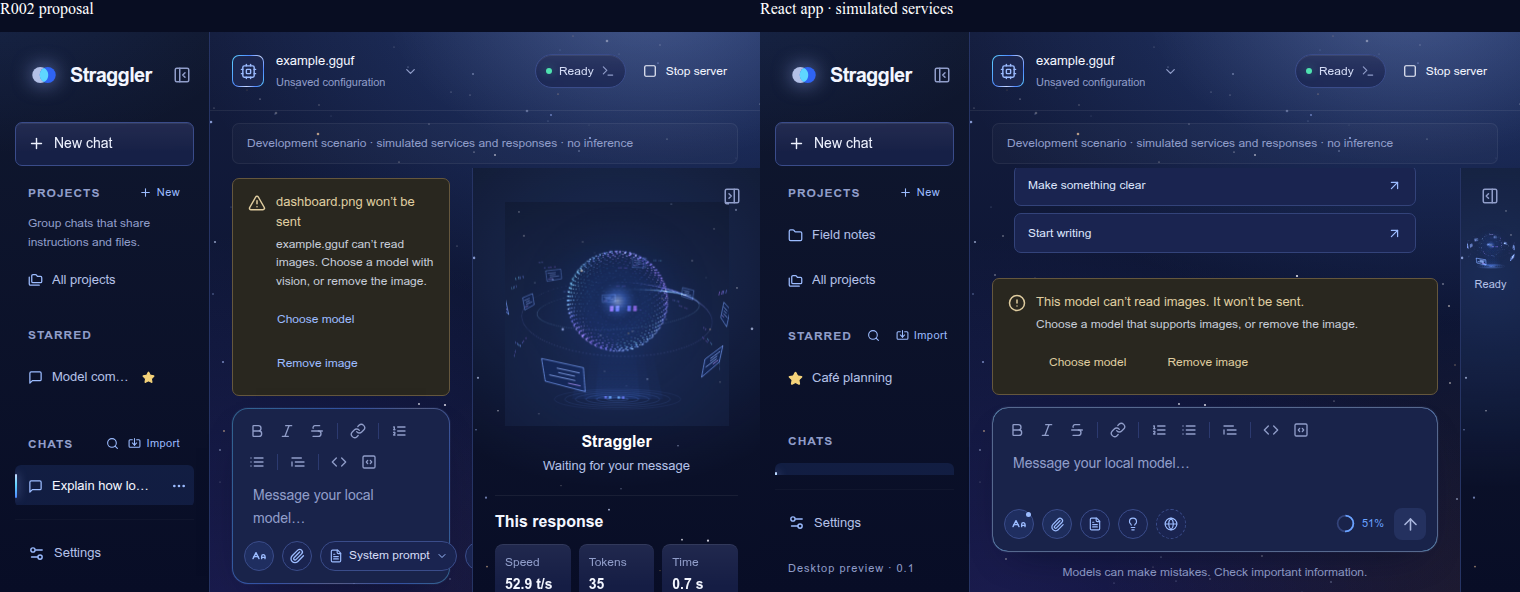 R002 proposal
Straggler
New chat
PROJECTS
New
Group chats that share
instructions and files.
All projects
STARRED
Model com…
CHATS
Import
Explain how lo…
Settings
example.gguf
Unsaved configuration
Ready
Stop server
Development scenario · simulated services and responses · no inference
dashboard.png won't be
sent
example.gguf can't read
images. Choose a model with
vision, or remove the image.
Choose model
Remove image
Message your local
model…
System prompt
Straggler
Waiting for your message
This response
Speed
52.9 t/s
Tokens
35
Time
0.7 s
React app · simulated services
Straggler
New chat
PROJECTS
New
Field notes
All projects
STARRED
Import
Café planning
CHATS
Settings
Desktop preview · 0.1
example.gguf
Unsaved configuration
Ready
Stop server
Development scenario · simulated services and responses · no inference
Make something clear
Start writing
This model can't read images. It won't be sent.
Choose a model that supports images, or remove the image.
Choose model
Remove image
Message your local model…
51%
Models can make mistakes. Check important information.
Ready